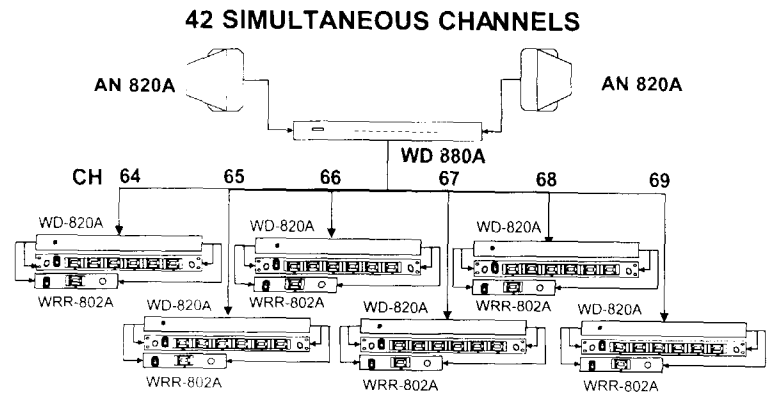 42 SIMULTANEOUS CHANNELS
AN 820A
AN 820A
WD 880A
CH 64 65 66 67 68 69
WD-820A
WD-820A
WD-820A
WRR-802A
WRR-802A
WRR-802A
WD-820A
WD-820A
WD-820A
WRR-802A
WRR-802A
WRR-802A